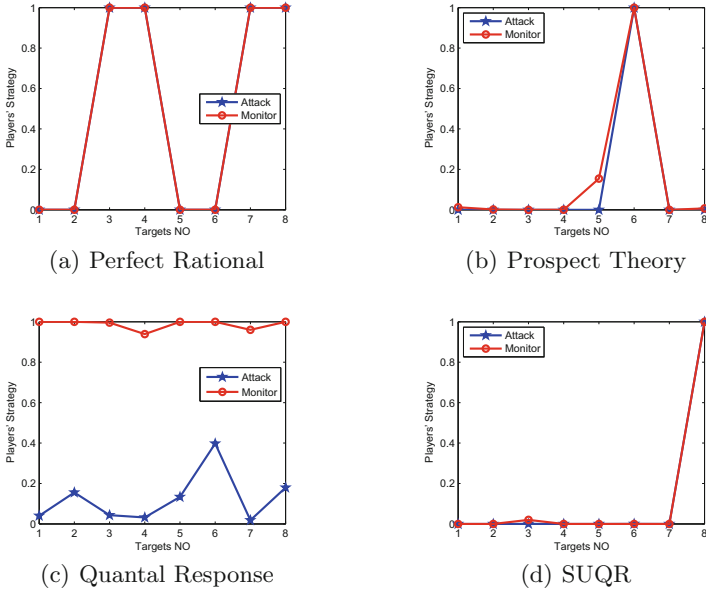 1
0.8
0.6
0.4
0.2
0
Players' Strategy
Attack
Monitor
1 2 3 4 5 6 7 8
Targets NO
(a) Perfect Rational
1
0.8
0.6
0.4
0.2
0
Players' Strategy
Attack
Monitor
1 2 3 4 5 6 7 8
Targets NO
(b) Prospect Theory
1
0.8
0.6
0.4
0.2
0
Players' Strategy
Attack
Monitor
1 2 3 4 5 6 7 8
Targets NO
(c) Quantal Response
1
0.8
0.6
0.4
0.2
0
Players' Strategy
Attack
Monitor
1 2 3 4 5 6 7 8
Targets NO
(d) SUQR